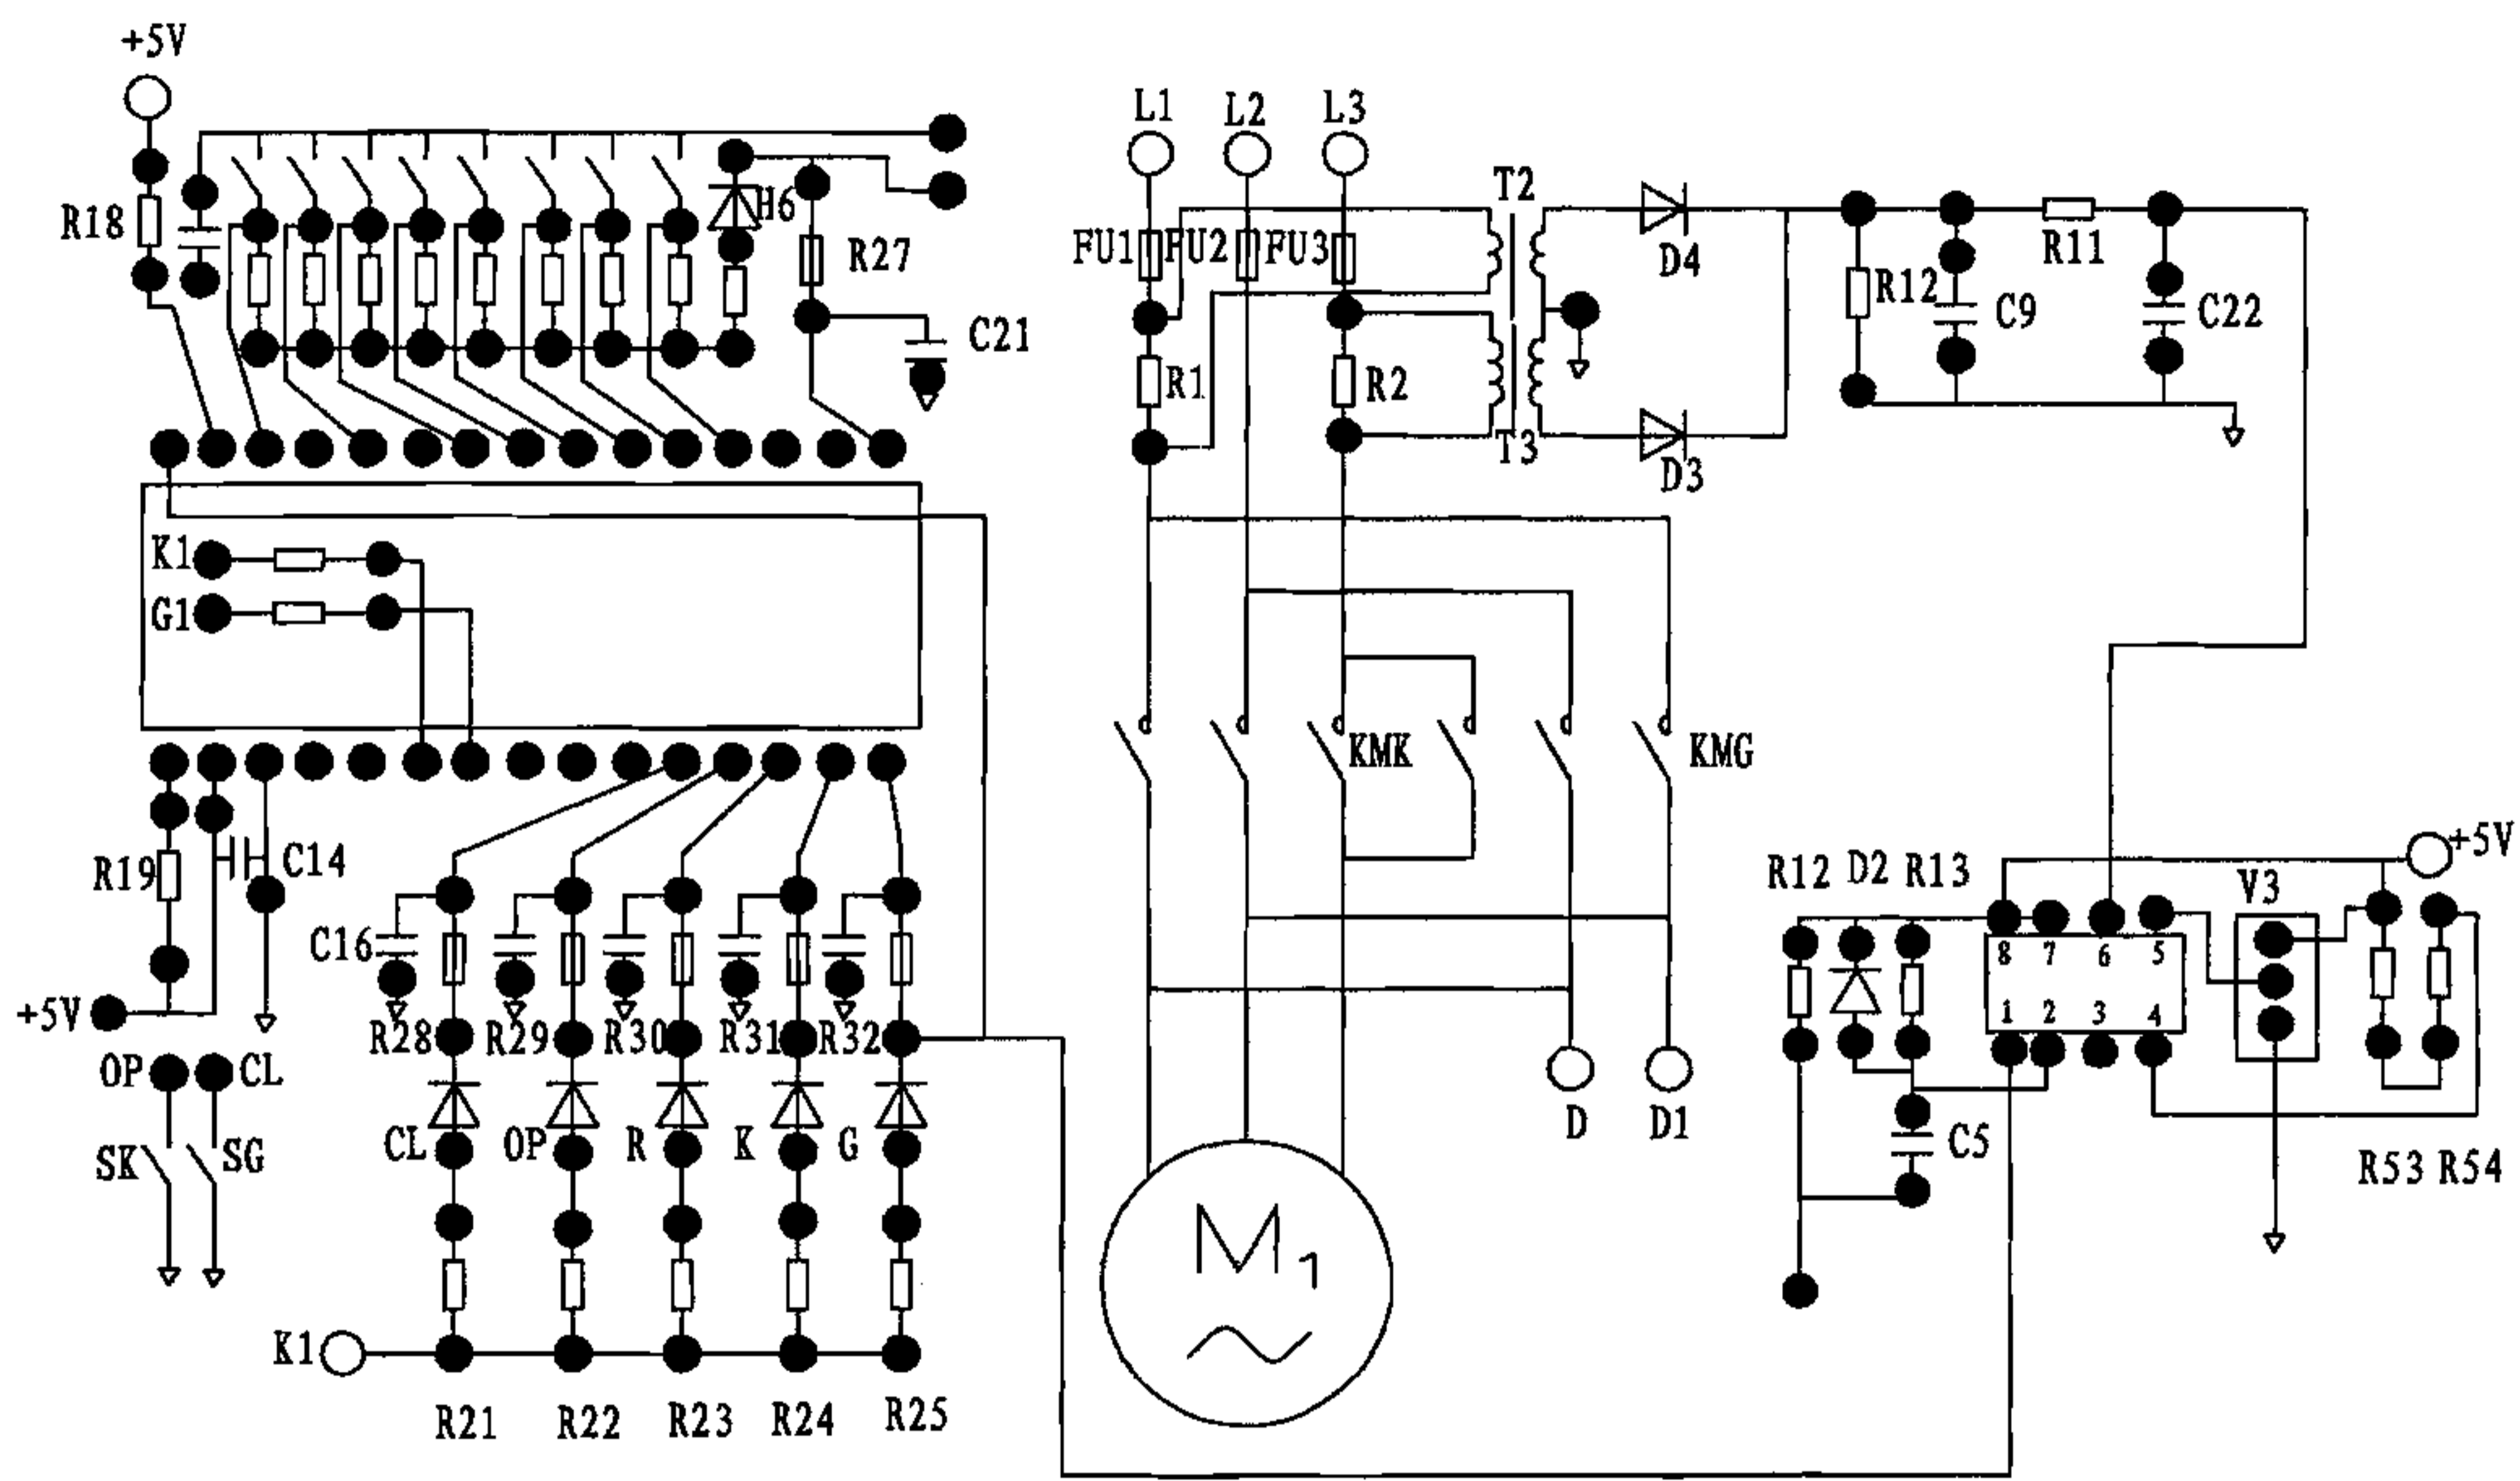 +5V
L1 L2 L3
T2
R18 H6 R27 FU1 FU2 FU3 D4 R12 C9 R11 C22
C21 R1 R2
T3 D3
K1
G1
KMK KMG
R19 C14 R12 D2 R13 V3 +5V
C16 8 7 6 5
+5V R28 R29 R30 R31 R32 1 2 3 4
OP CL D D1
SK SG CL OP R K G C5 R53 R54
M1
K1
R21 R22 R23 R24 R25